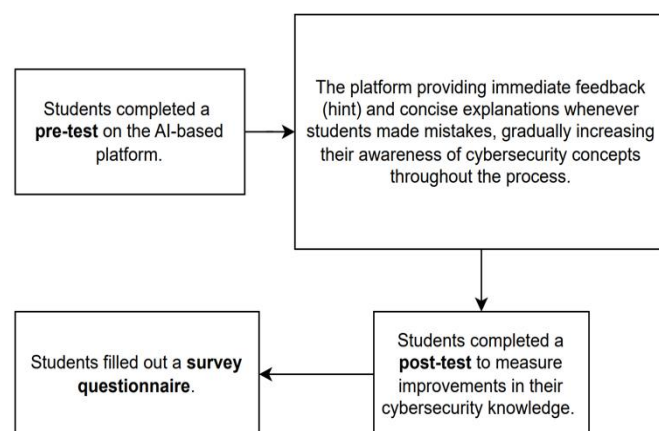 Students completed a
pre-test on the AI-based
platform.
The platform providing immediate feedback
(hint) and concise explanations whenever
students made mistakes, gradually increasing
their awareness of cybersecurity concepts
throughout the process.
Students completed a
post-test to measure
improvements in their
cybersecurity knowledge.
Students filled out a survey
questionnaire.